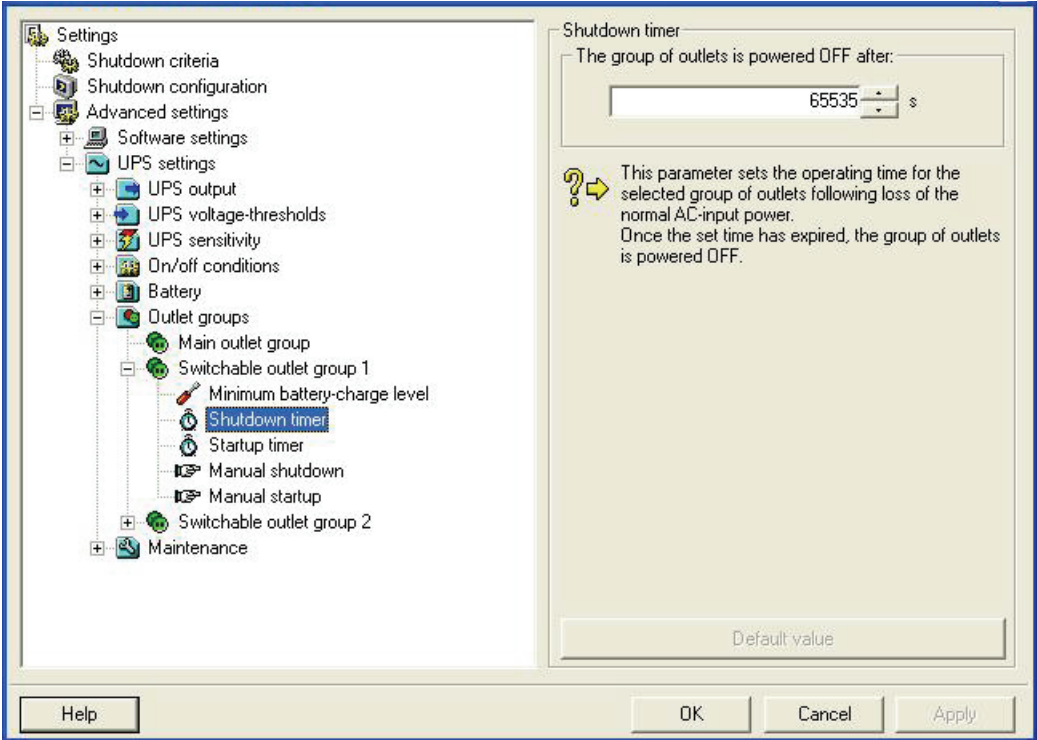 Settings
Shutdown criteria
Shutdown configuration
Advanced settings
Software settings
UPS settings
UPS output
UPS voltage-thresholds
UPS sensitivity
On/off conditions
Battery
Outlet groups
Main outlet group
Switchable outlet group 1
Minimum battery-charge level
Shutdown timer
Startup timer
Manual shutdown
Manual startup
Switchable outlet group 2
Maintenance
Shutdown timer
The group of outlets is powered OFF after:
65535 s
This parameter sets the operating time for the
selected group of outlets following loss of the
normal AC-input power.
Once the set time has expired, the group of outlets
is powered OFF.
Default value
Help
OK
Cancel
Apply